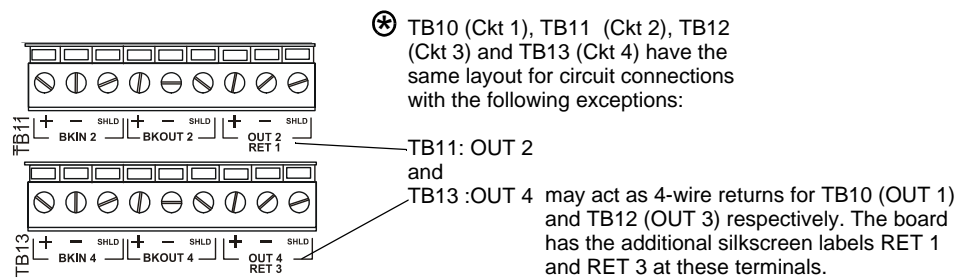 ⊛ TB10 (Ckt 1), TB11 (Ckt 2), TB12
(Ckt 3) and TB13 (Ckt 4) have the
same layout for circuit connections
with the following exceptions:
TB11
+ − SHLD + − SHLD + − SHLD
BKIN 2 BKOUT 2 OUT 2
RET 1
TB11: OUT 2
and
TB13 :OUT 4 may act as 4-wire returns for TB10 (OUT 1)
and TB12 (OUT 3) respectively. The board
has the additional silkscreen labels RET 1
and RET 3 at these terminals.
TB13
+ − SHLD + − SHLD + − SHLD
BKIN 4 BKOUT 4 OUT 4
RET 3